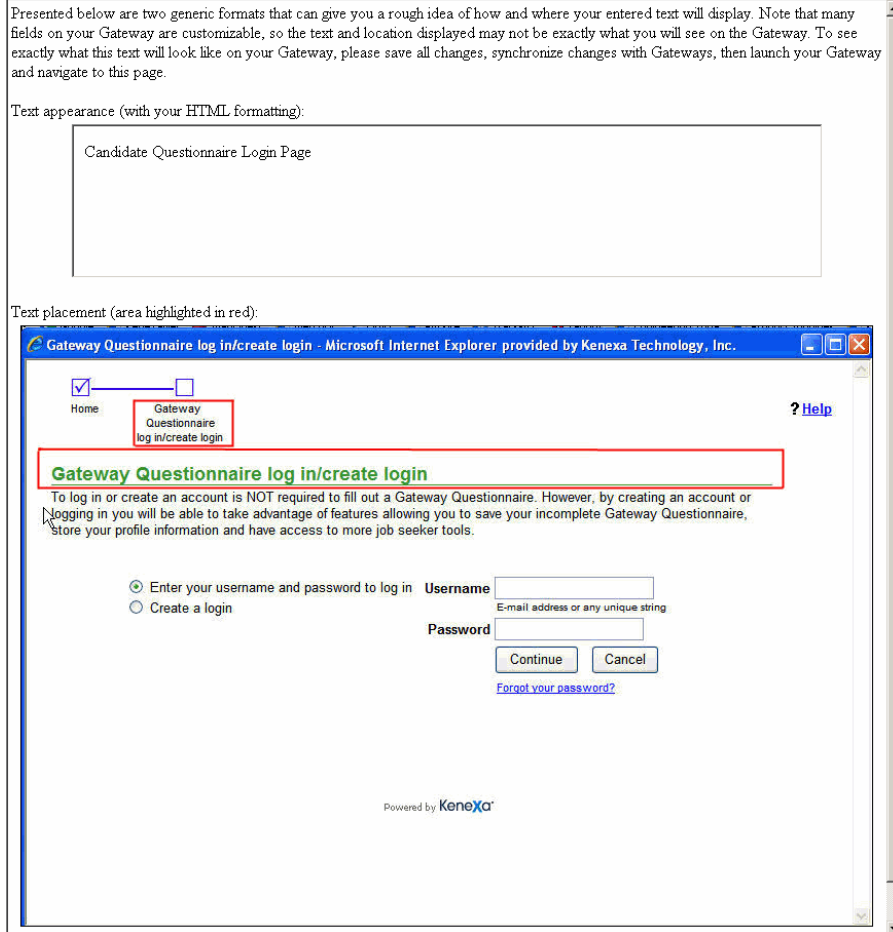 Presented below are two generic formats that can give you a rough idea of how and where your entered text will display. Note that many
fields on your Gateway are customizable, so the text and location displayed may not be exactly what you will see on the Gateway. To see
exactly what this text will look like on your Gateway, please save all changes, synchronize changes with Gateways, then launch your Gateway
and navigate to this page.
Text appearance (with your HTML formatting):
Candidate Questionnaire Login Page
Text placement (area highlighted in red):
Gateway Questionnaire log in/create login - Microsoft Internet Explorer provided by Kenexa Technology, Inc.
Home
Gateway
Questionnaire
log in/create login
? Help
Gateway Questionnaire log in/create login
To log in or create an account is NOT required to fill out a Gateway Questionnaire. However, by creating an account or
logging in you will be able to take advantage of features allowing you to save your incomplete Gateway Questionnaire,
store your profile information and have access to more job seeker tools.
Enter your username and password to log in Username
E-mail address or any unique string
Create a login
Password
Continue Cancel
Forgot your password?
Powered by Kenexa